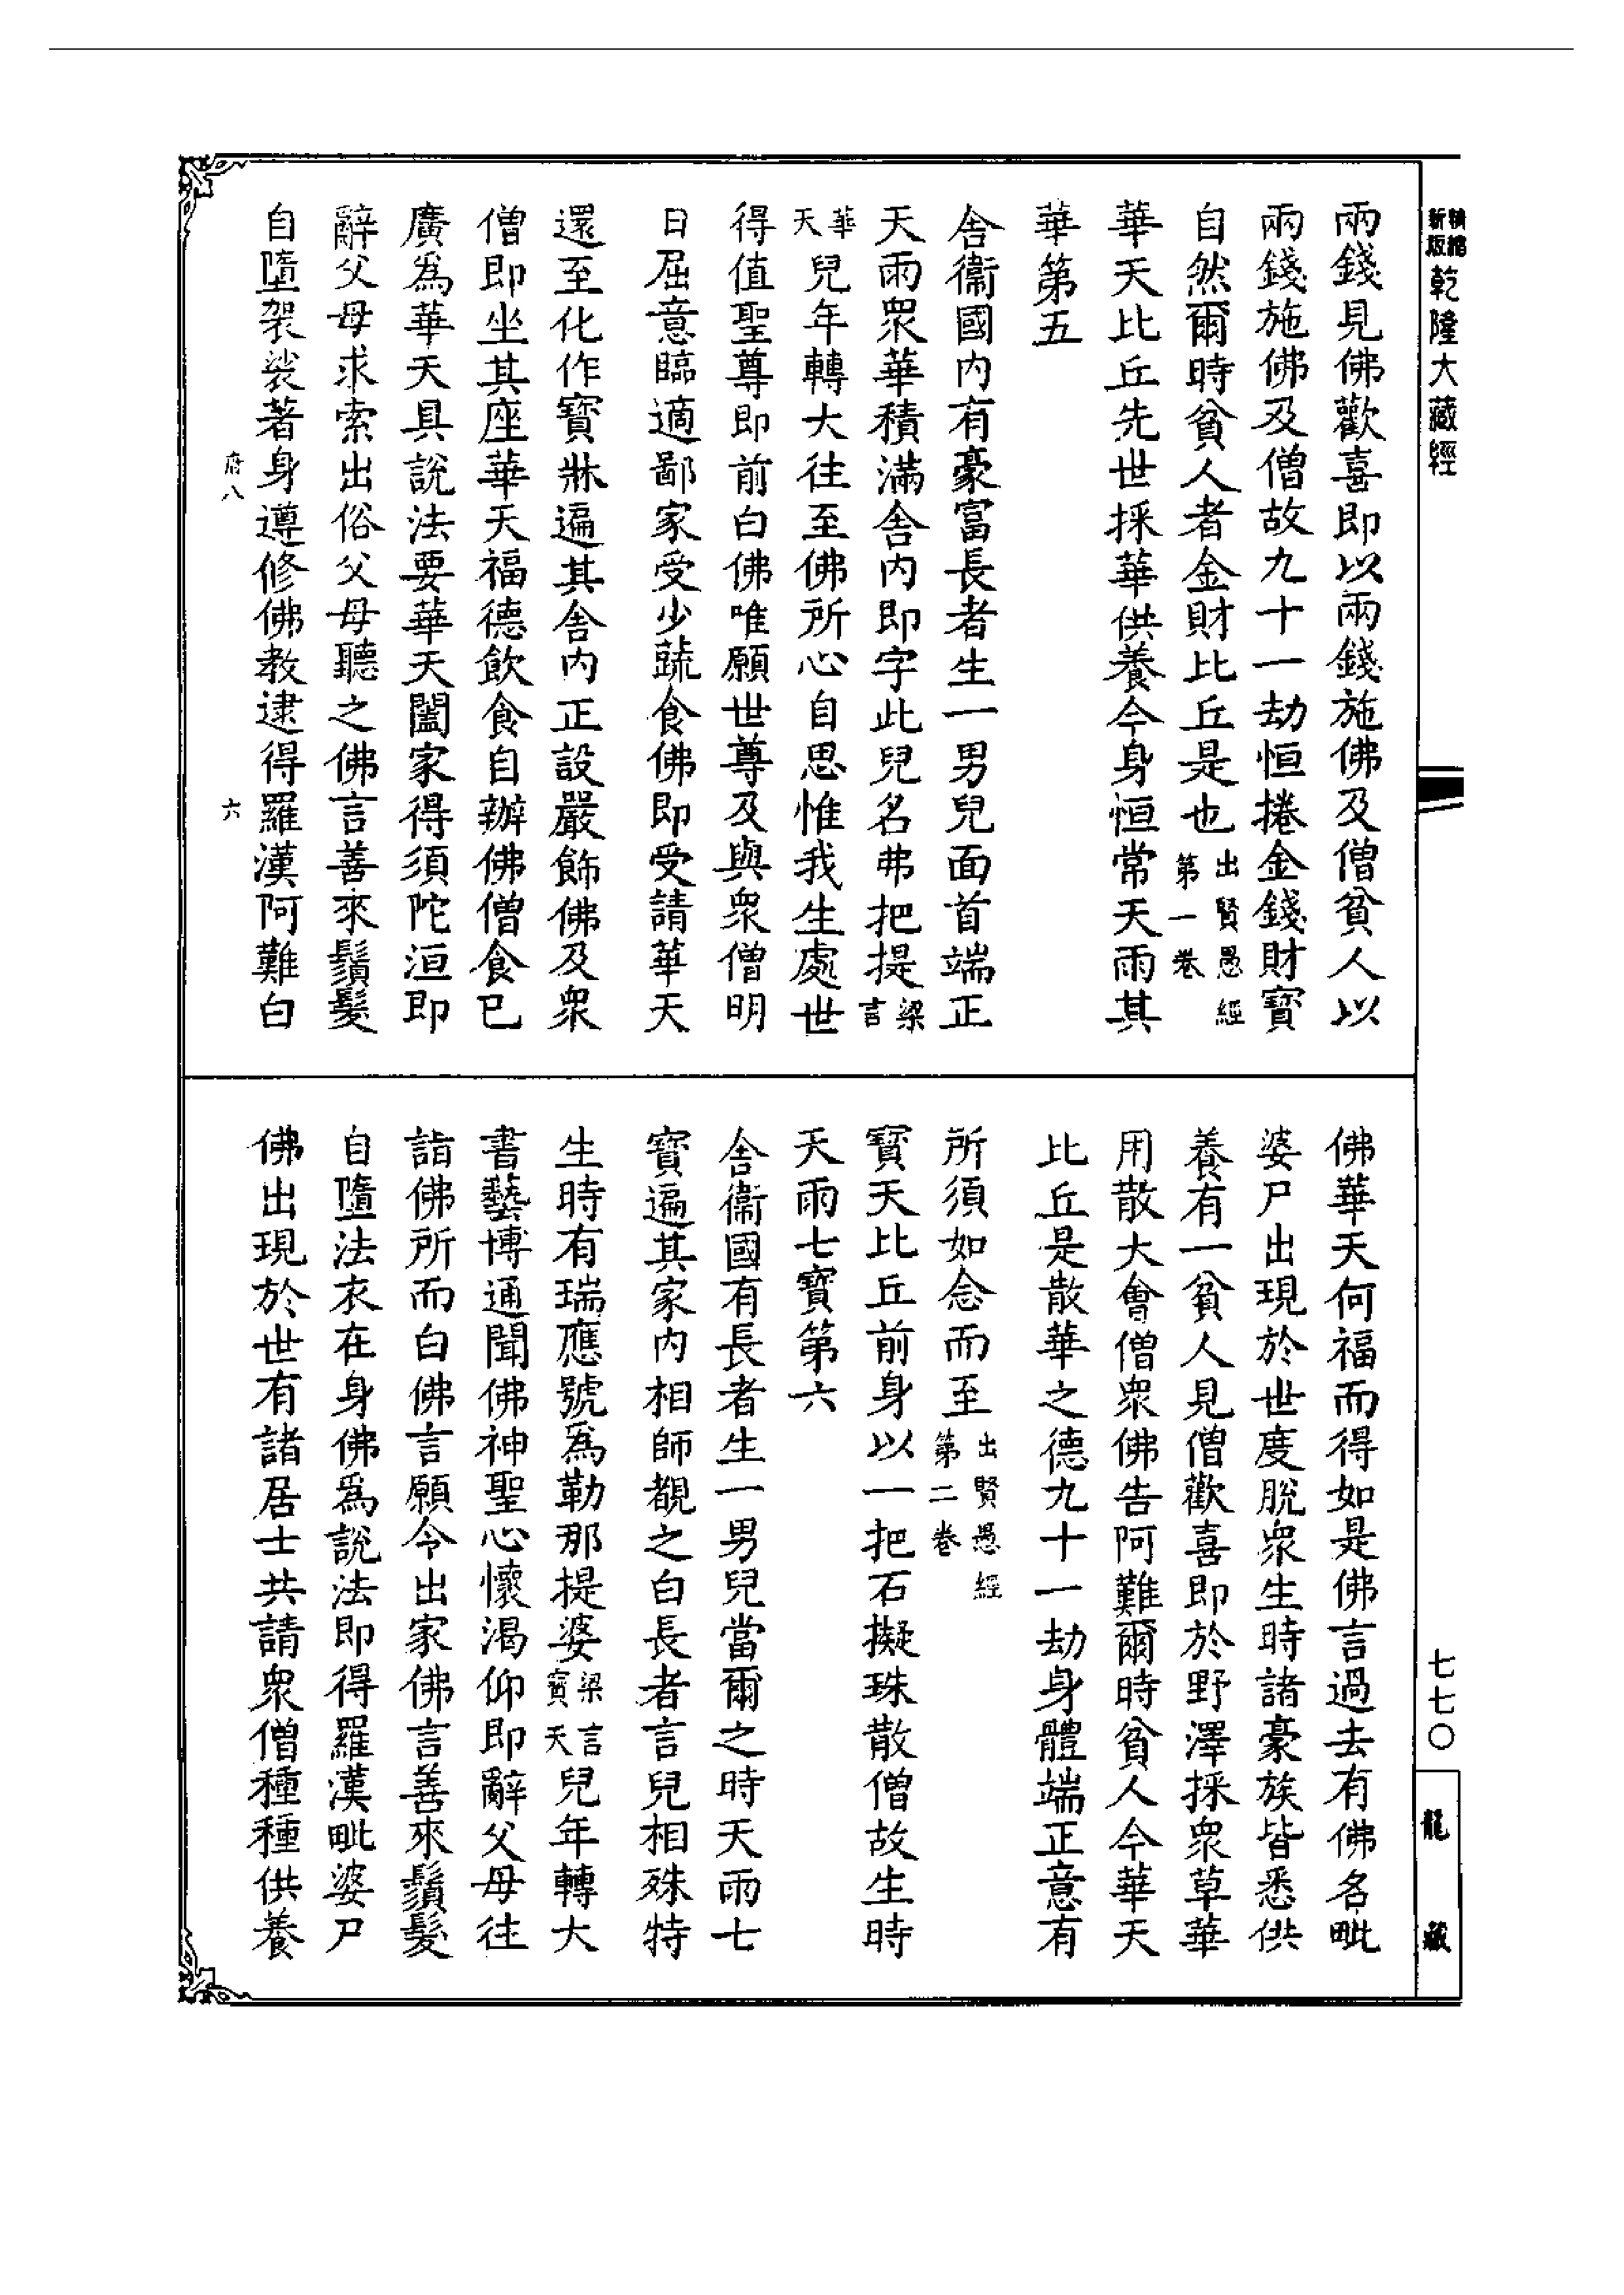 精縮新版
乾隆大藏經
兩錢見佛歡喜即以兩錢施佛及僧貧人以
兩錢施佛及僧故九十一劫恒捲金錢財寶
自然爾時貧人者金財比丘是也出賢愚經第一卷
華天比丘先世採華供養今身恒常天雨其
華第五
舍衞國內有豪富長者生一男兒面首端正
天雨眾華積滿舍內即字此兒名弗把提梁言
華天兒年轉大往至佛所心自思惟我生處世
得值聖尊即前白佛唯願世尊及與眾僧明
日屈意臨適鄙家受少蔬食佛即受請華天
還至化作寶牀遍其舍內正設嚴飾佛及眾
僧即坐其座華天福德飲食自辦佛僧食已
廣為華天具說法要華天闔家得須陀洹即
辭父母求索出俗父母聽之佛言善來鬚髮
自墮袈裟著身遵修佛教逮得羅漢阿難白
府八
六
佛華天何福而得如是佛言過去有佛名毗
婆尸出現於世度脫眾生時諸豪族皆悉供
養有一貧人見僧歡喜即於野澤採眾草華
用散大會僧眾佛告阿難爾時貧人今華天
比丘是散華之德九十一劫身體端正意有
所須如念而至出賢愚經第二卷
寶天比丘前身以一把石擬珠散僧故生時
天雨七寶第六
舍衞國有長者生一男兒當爾之時天雨七
寶遍其家內相師覩之白長者言兒相殊特
生時有瑞應號為勒那提婆梁言寶天兒年轉大
書藝博通聞佛神聖心懷渴仰即辭父母往
詣佛所而白佛言願令出家佛言善來鬚髮
自墮法衣在身佛為說法即得羅漢毗婆尸
佛出現於世有諸居士共請眾僧種種供養
七七〇
龍藏